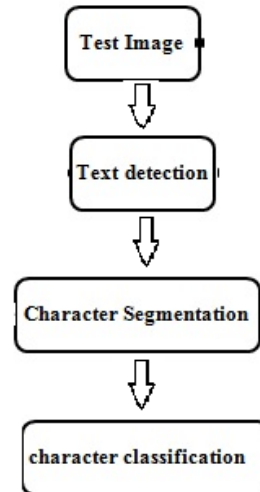 Test Image
Text detection
Character Segmentation
character classification